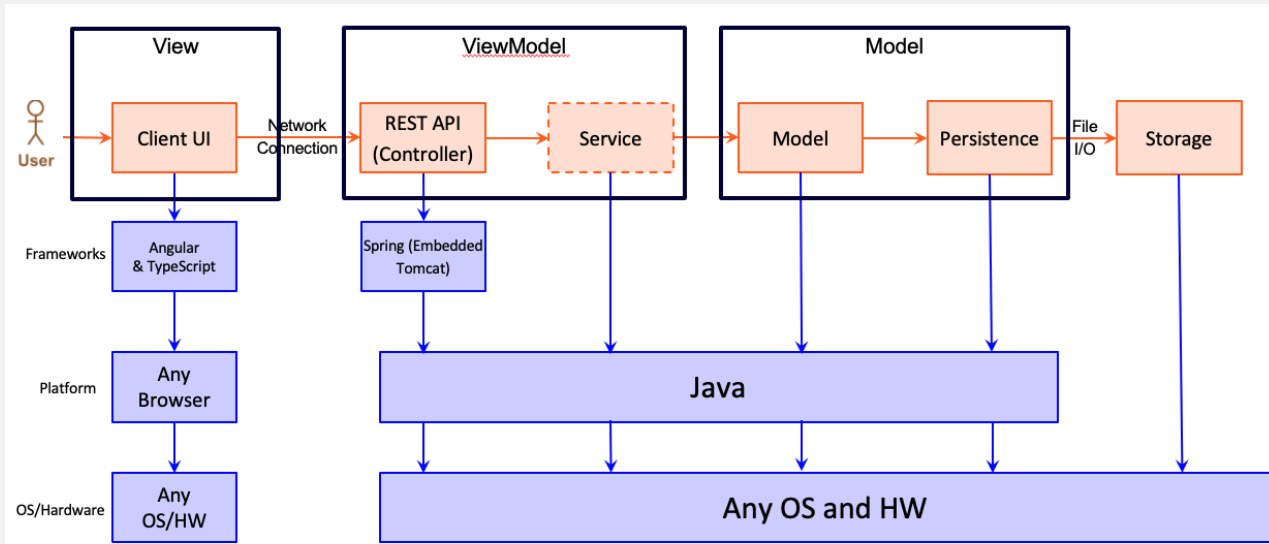 View
ViewModel
Model
User
Client UI
Network
Connection
REST API
(Controller)
Service
Model
Persistence
File
I/O
Storage
Frameworks
Angular
& TypeScript
Spring (Embedded
Tomcat)
Platform
Any
Browser
Java
OS/Hardware
Any
OS/HW
Any OS and HW